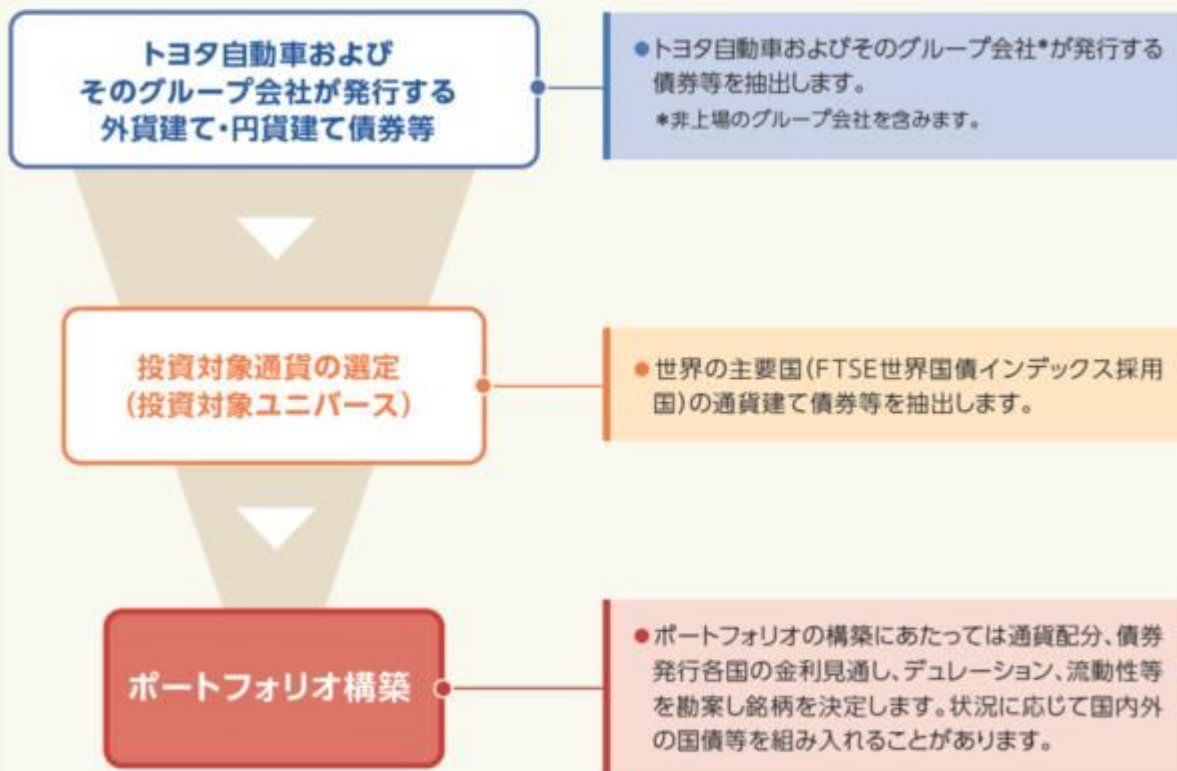 トヨタ自動車および
そのグループ会社が発行する
外貨建て・円貨建て債券等
●トヨタ自動車およびそのグループ会社*が発行する
債券等を抽出します。
*非上場のグループ会社を含みます。
投資対象通貨の選定
(投資対象ユニバース)
●世界の主要国(FTSE世界国債インデックス採用
国)の通貨建て債券等を抽出します。
ポートフォリオ構築
●ポートフォリオの構築にあたっては通貨配分、債券
発行各国の金利見通し、デュレーション、流動性等
を勘案し銘柄を決定します。状況に応じて国内外
の国債等を組み入れることがあります。